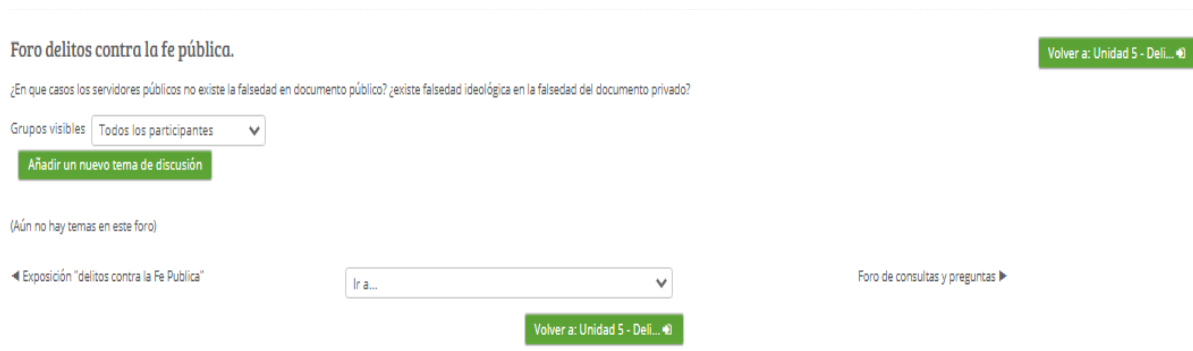 Foro delitos contra la fe pública.
Volver a: Unidad 5 - Deli...
¿En que casos los servidores públicos no existe la falsedad en documento público? ¿existe falsedad ideológica en la falsedad del documento privado?
Grupos visibles Todos los participantes
Añadir un nuevo tema de discusión
(Aún no hay temas en este foro)
◄ Exposición "delitos contra la Fe Publica"
Ir a...
Foro de consultas y preguntas ►
Volver a: Unidad 5 - Deli...